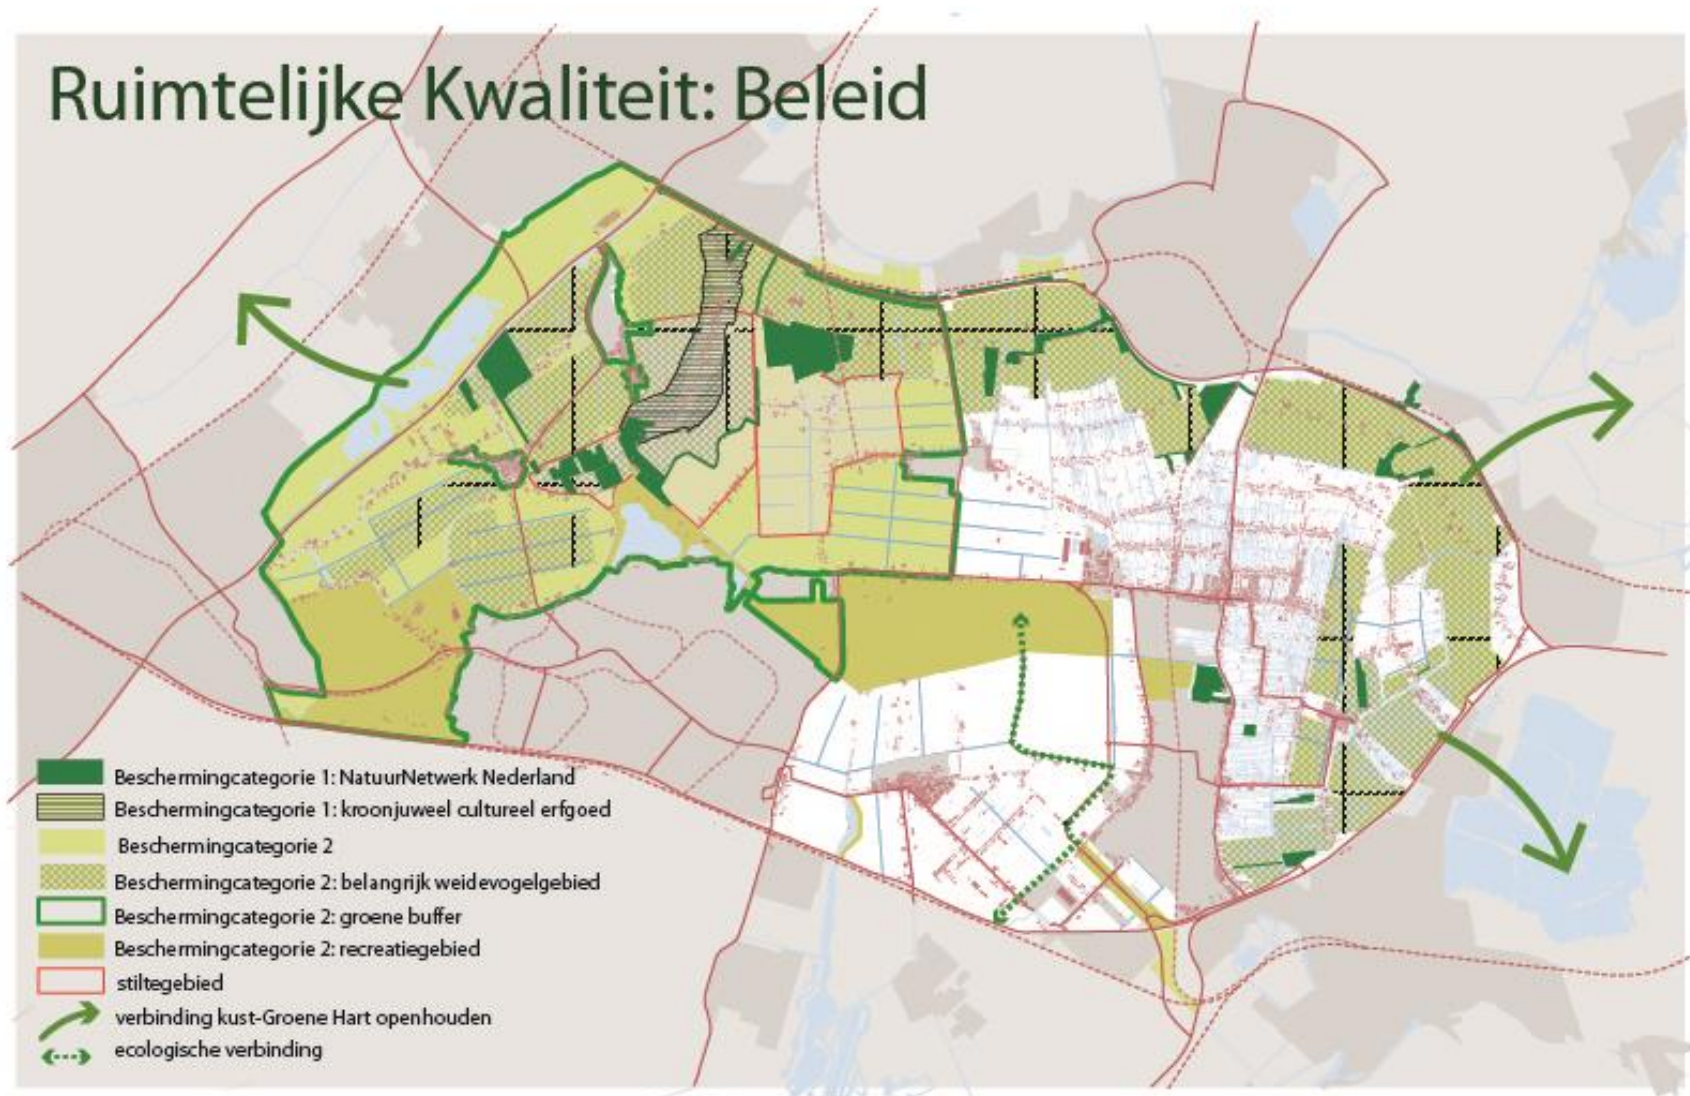 Ruimtelijke Kwaliteit: Beleid
Beschermingcategorie 1: NatuurNetwerk Nederland
Beschermingcategorie 1: kroonjuweel cultureel erfgoed
Beschermingcategorie 2
Beschermingcategorie 2: belangrijk weidevogelgebied
Beschermingcategorie 2: groene buffer
Beschermingcategorie 2: recreatiegebied
stiltegebied
verbinding kust-Groene Hart openhouden
ecologische verbinding